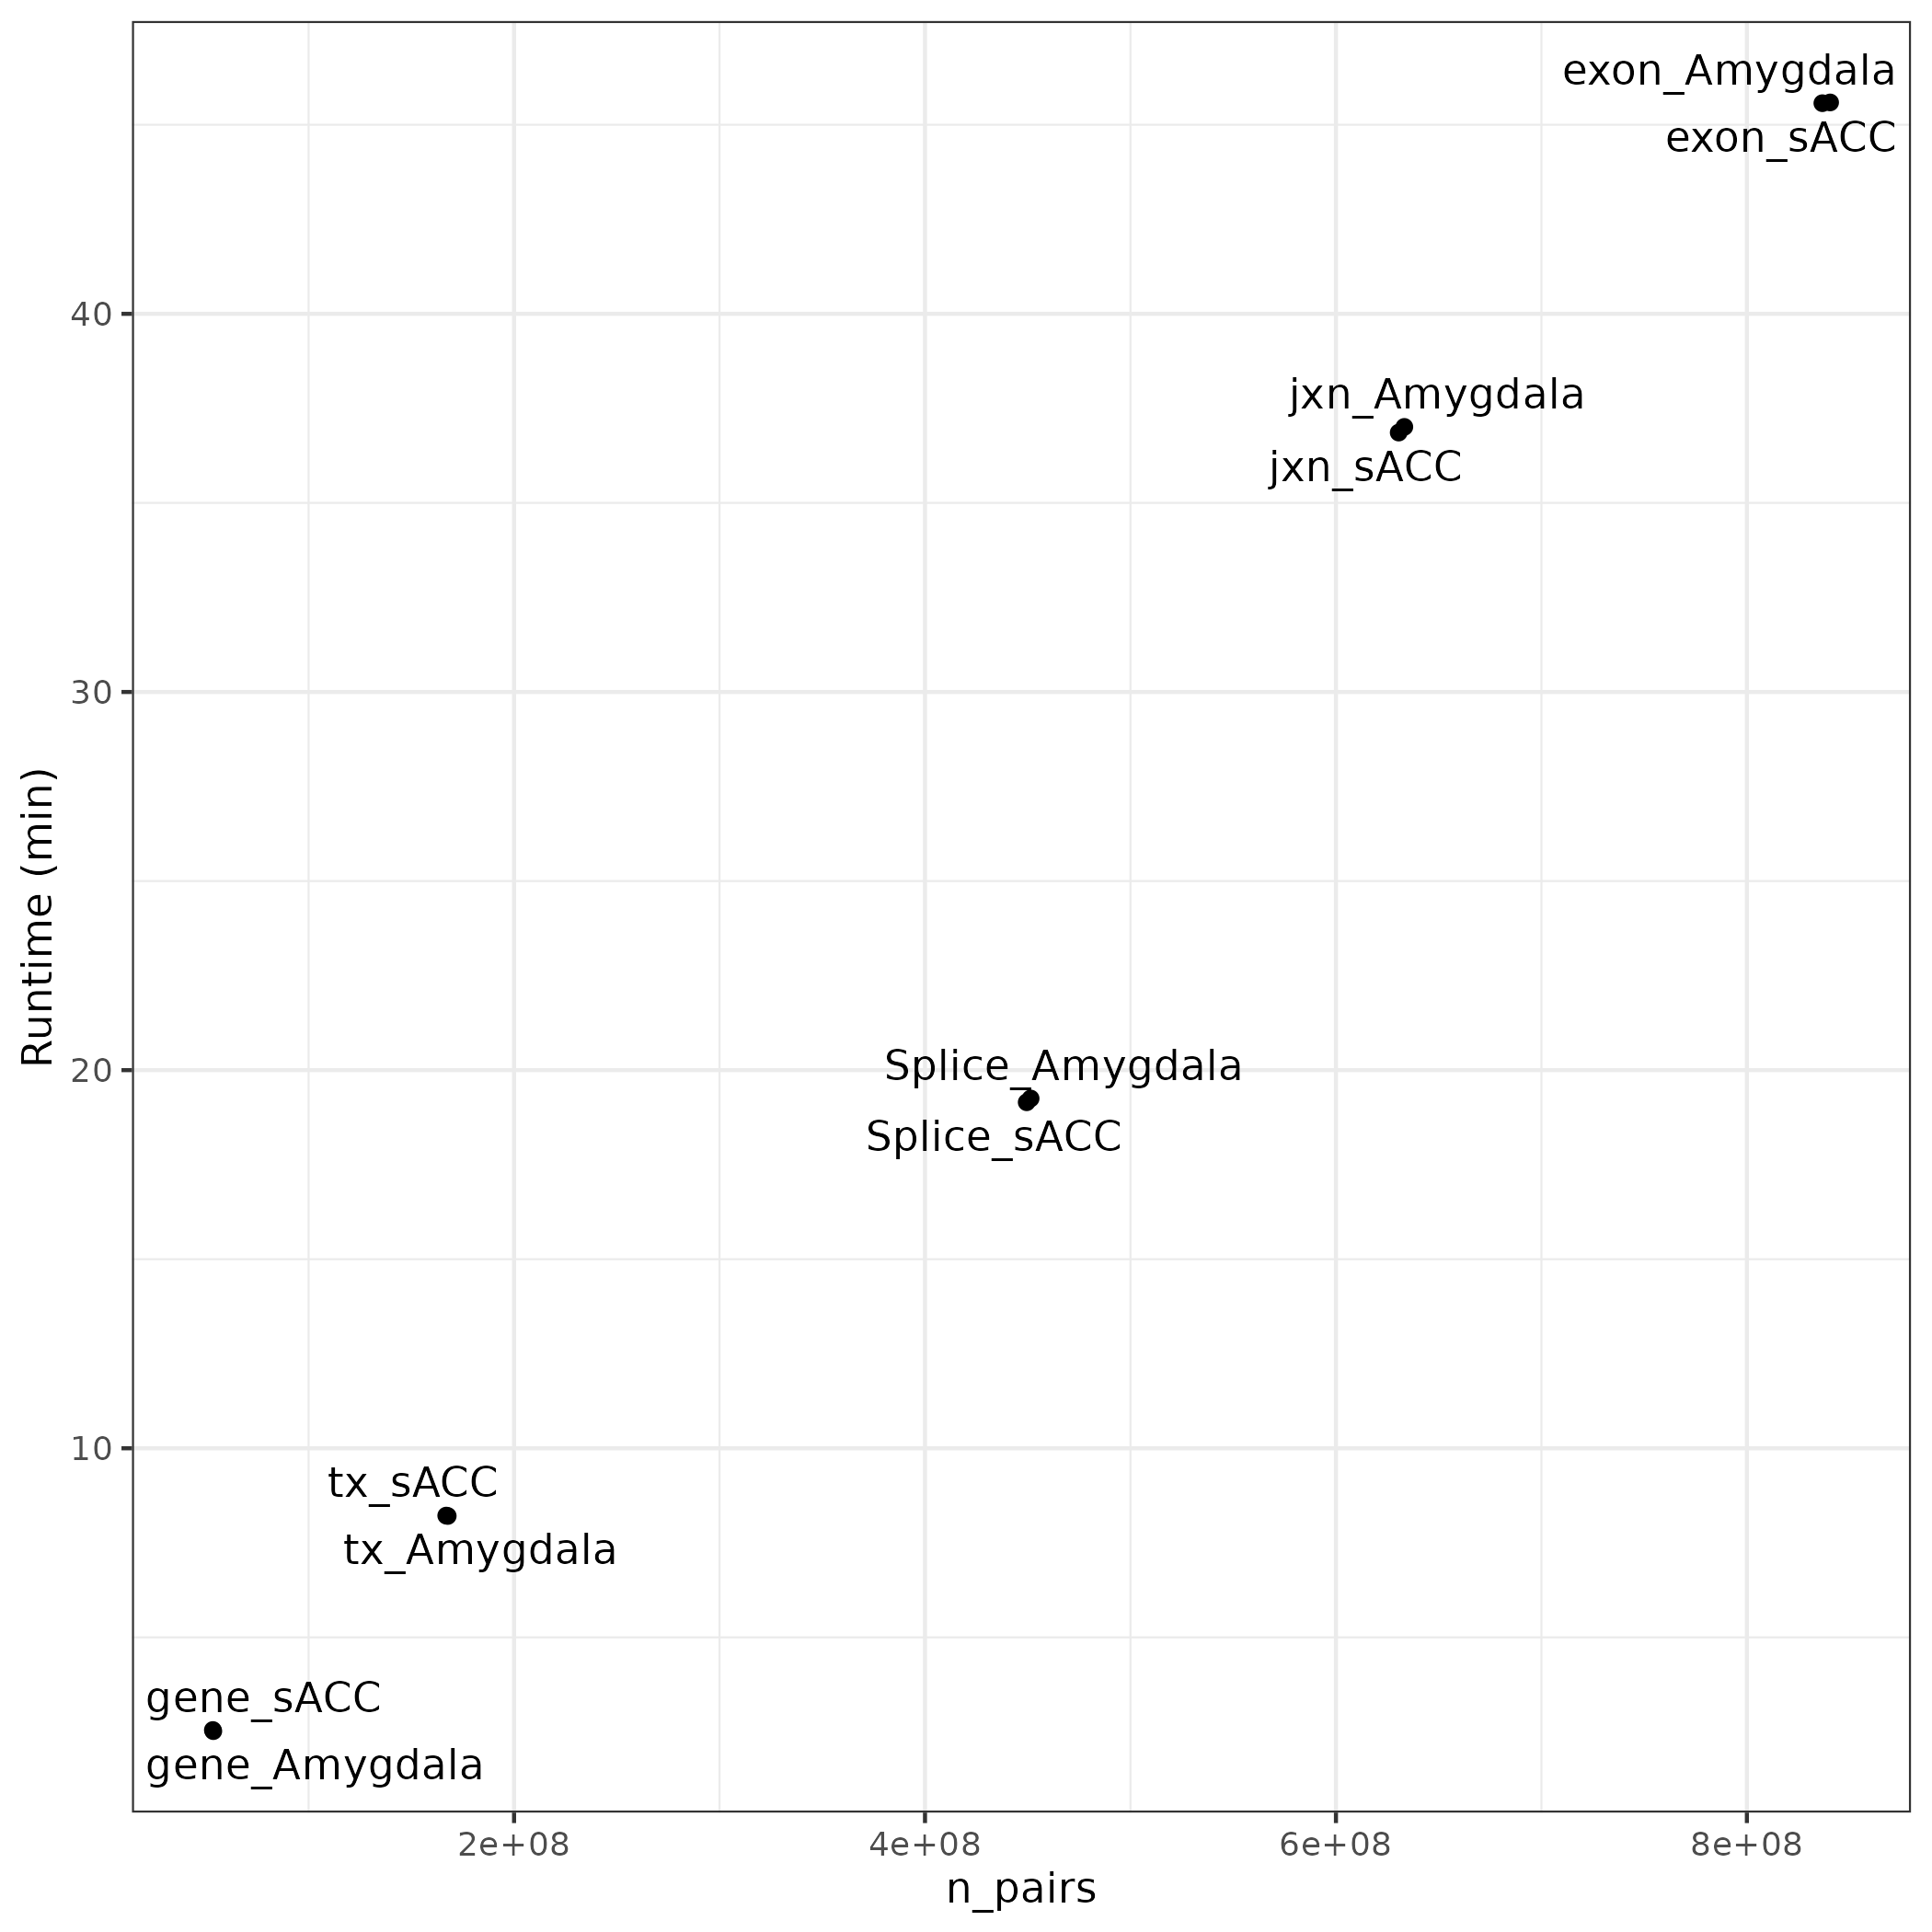 exon_Amygdala
exon_sACC
40
jxn_Amygdala
jxn_sACC
30
Runtime (min)
20
Splice_Amygdala
Splice_sACC
10
tx_sACC
tx_Amygdala
gene_sACC
gene_Amygdala
2e+08 4e+08 6e+08 8e+08
n_pairs